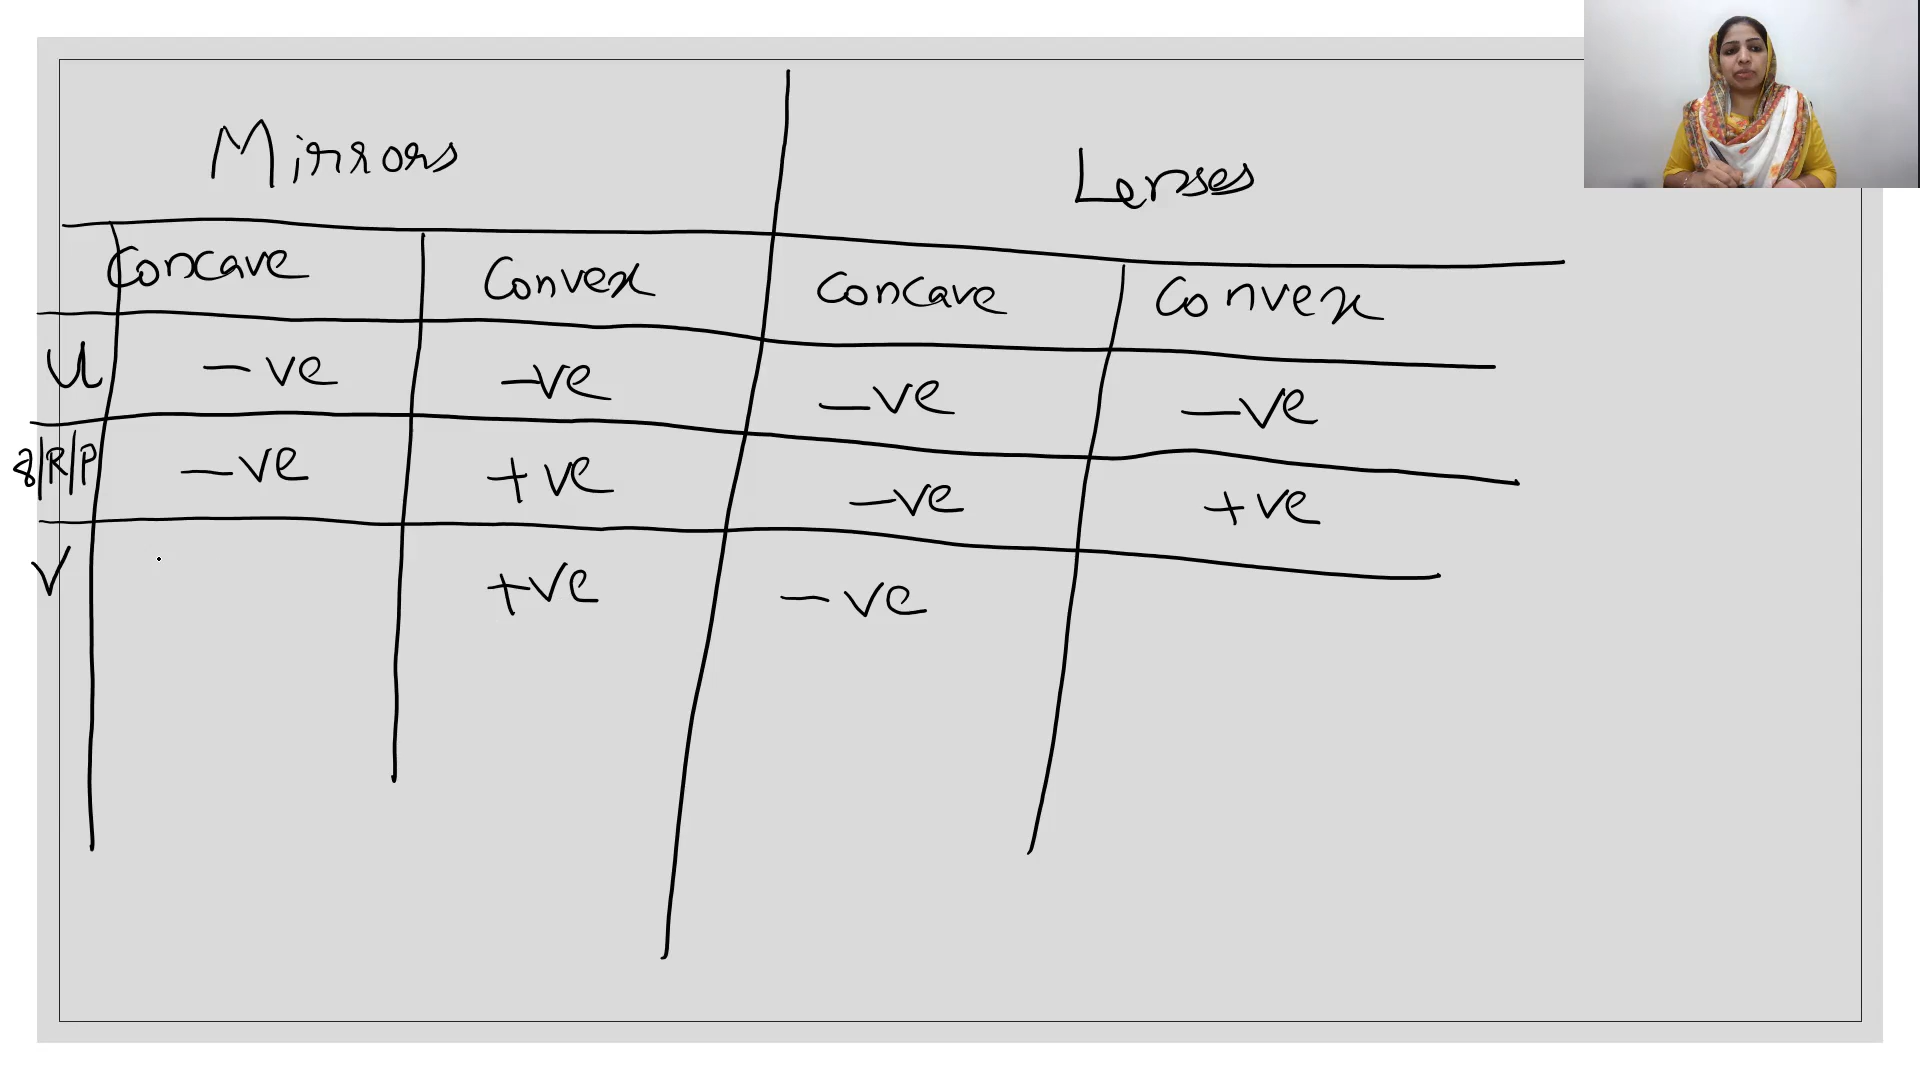 Mirrors Lenses
Concave Convex Concave Convex
U -ve -ve -ve -ve
f/R/P -ve +ve -ve +ve
V +ve -ve